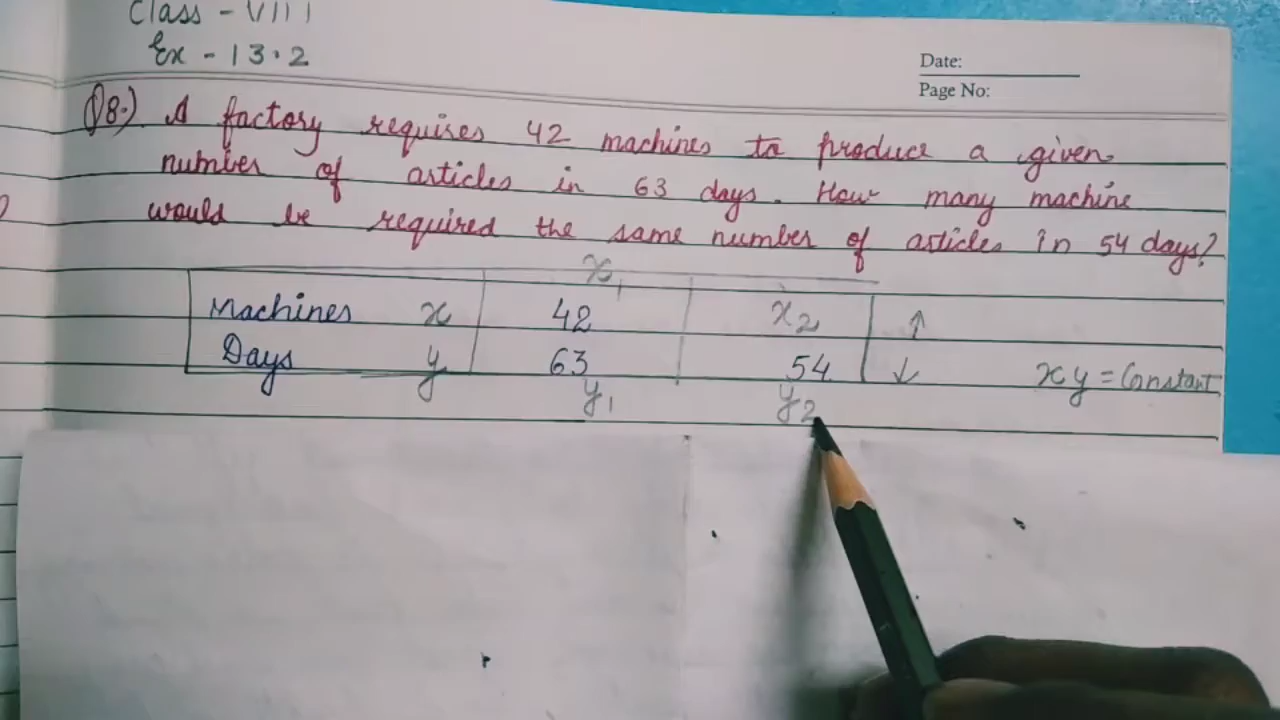 Class - VIII
Ex - 13.2
Date:
Page No:
Q8.) A factory requires 42 machines to produce a given
number of articles in 63 days. How many machine
would be required the same number of articles in 54 days?
x1
Machines x 42 x2 ↑
Days y 63 54 ↓ xy = Constant
y1 y2